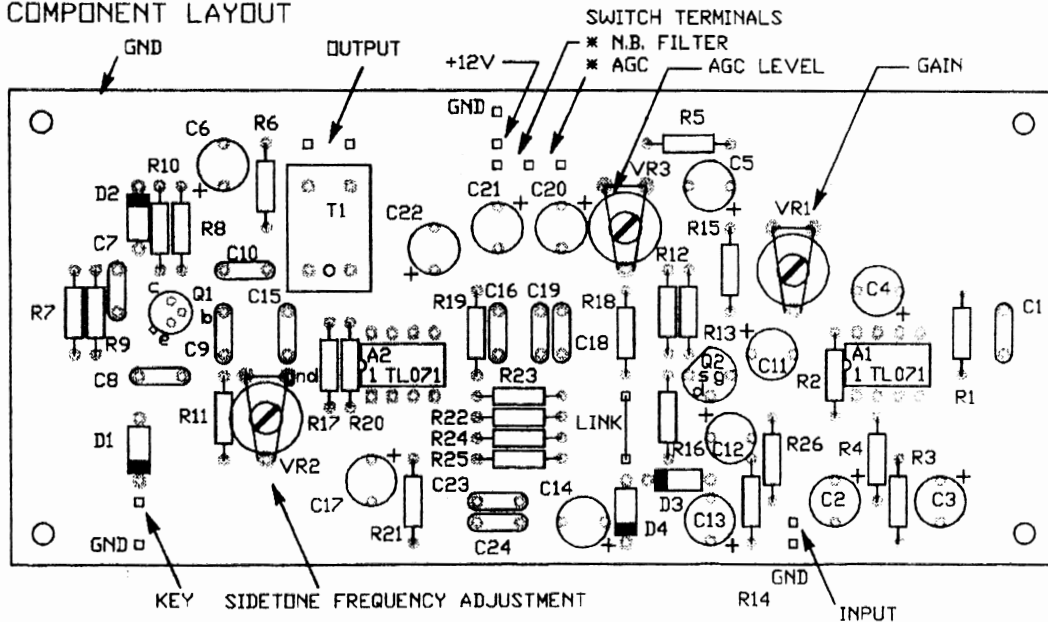 COMPONENT LAYOUT
SWITCH TERMINALS
GND
OUTPUT
* N.B. FILTER
+12V
* AGC
AGC LEVEL
GAIN
GND
C6
R6
R5
R10
VR3
C5
D2
C21
C20
T1
C22
VR1
R8
R15
C7
C10
R12
C4
R7
c
Q1
b
e
C15
R19
C16
C19
R18
C1
R9
C9
C18
R13
C11
A2
1 TL071
Q2
s g
d
A1
1 TL071
C8
gnd
R23
R2
R1
R11
R17
R20
R22
LINK
D1
R24
C12
R26
R4
R3
VR2
R25
R16
C17
C23
C14
D3
C2
C3
R21
D4
C13
GND
C24
GND
KEY
SIDETONE FREQUENCY ADJUSTMENT
R14
INPUT